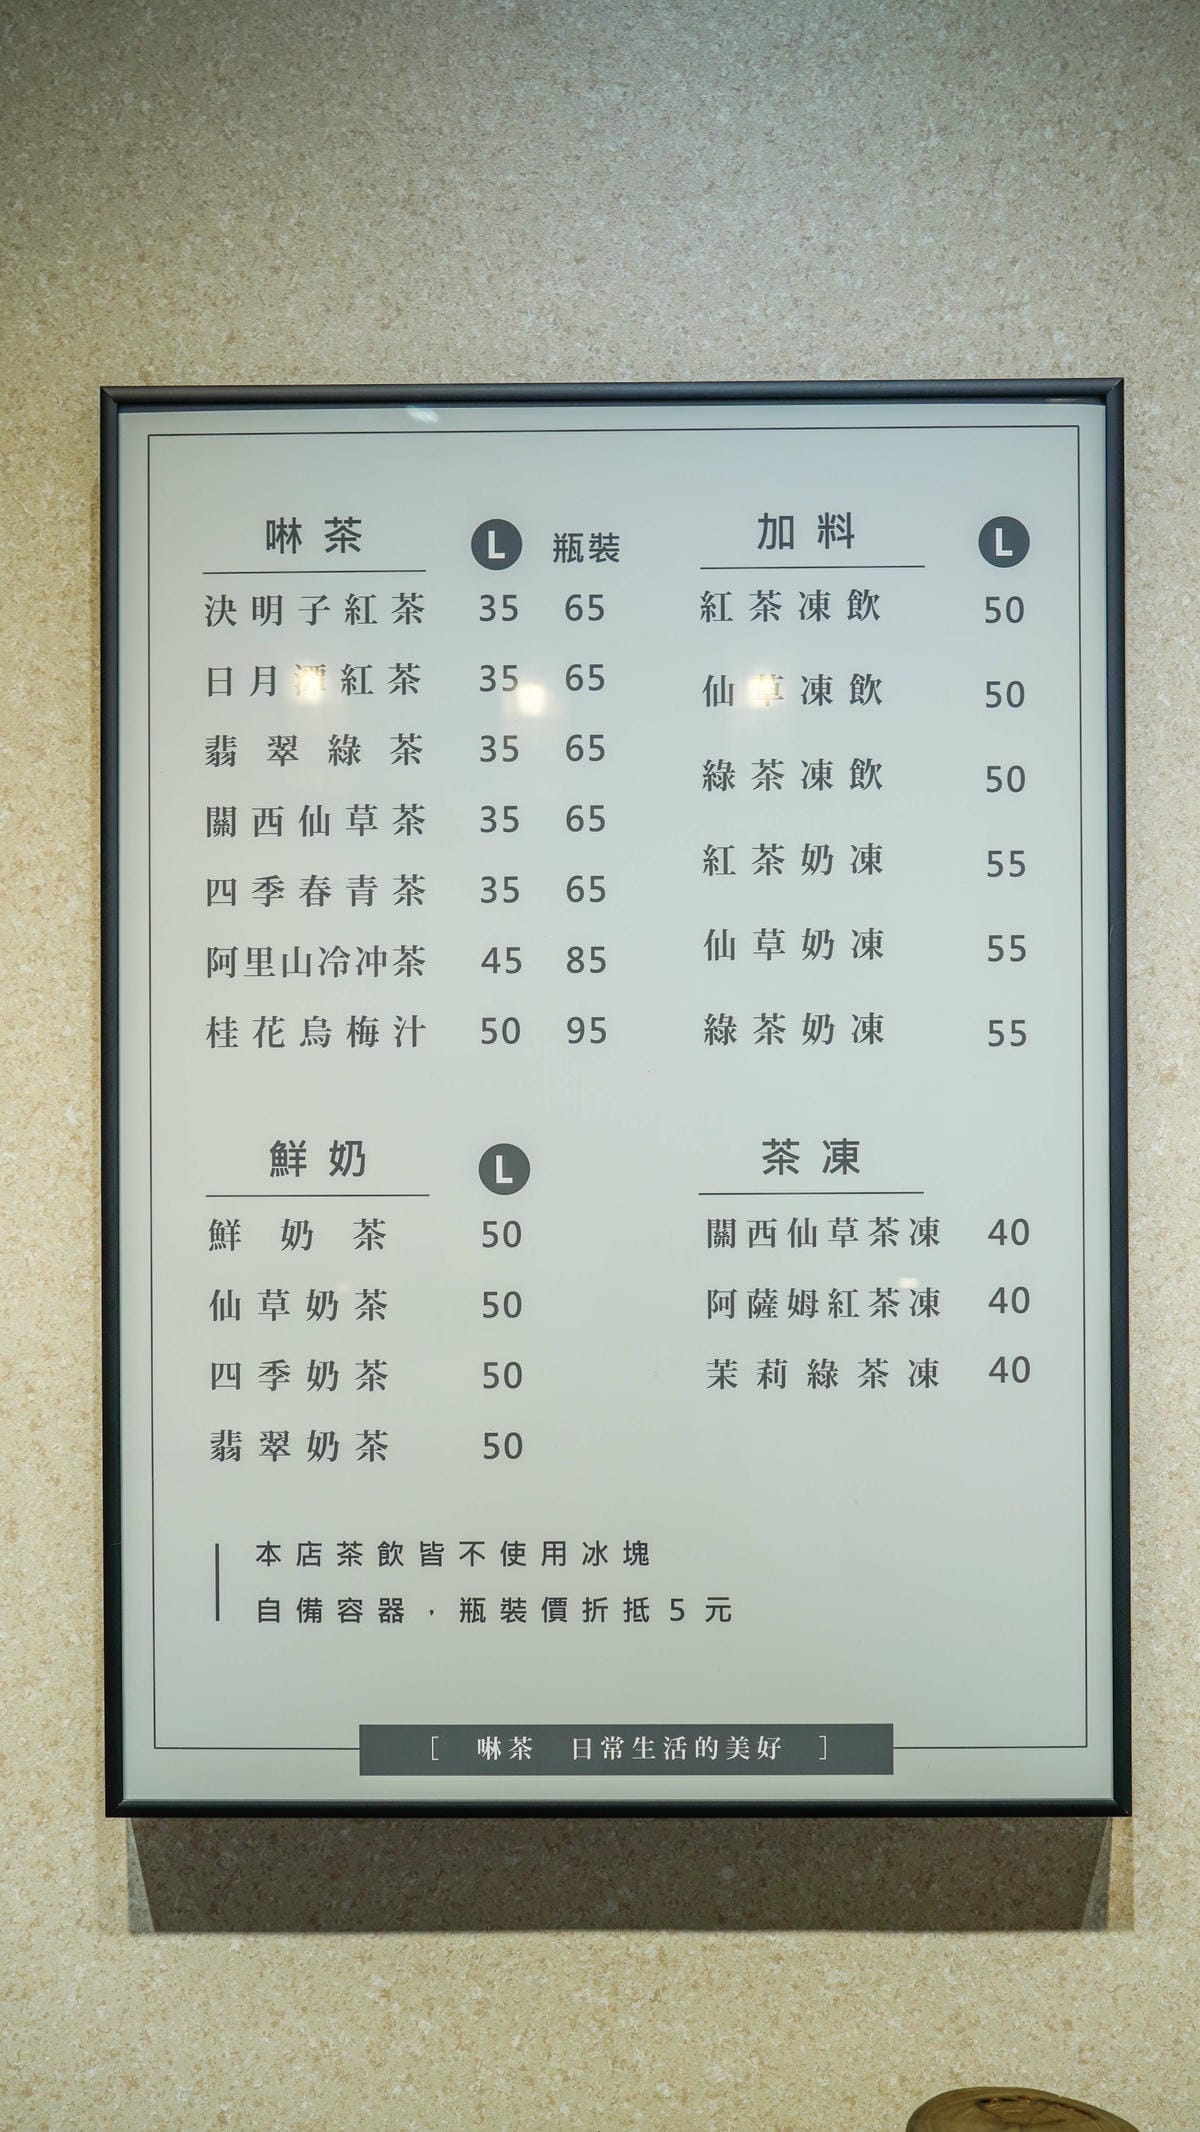 啉茶 L 瓶裝
決明子紅茶 35 65
日月潭紅茶 35 65
翡翠綠茶 35 65
關西仙草茶 35 65
四季春青茶 35 65
阿里山冷冲茶 45 85
桂花烏梅汁 50 95
加料 L
紅茶凍飲 50
仙草凍飲 50
綠茶凍飲 50
紅茶奶凍 55
仙草奶凍 55
綠茶奶凍 55
鮮奶 L
鮮奶茶 50
仙草奶茶 50
四季奶茶 50
翡翠奶茶 50
茶凍
關西仙草茶凍 40
阿薩姆紅茶凍 40
茉莉綠茶凍 40
本店茶飲皆不使用冰塊
自備容器，瓶裝價折抵5元
[ 啉茶 日常生活的美好 ]